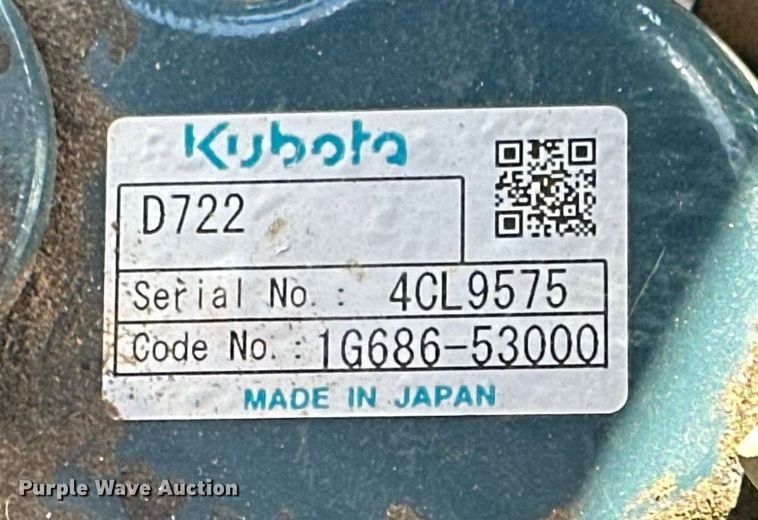 Kubota
D722
Serial No. : 4CL9575
Code No. : 1G686-53000
MADE IN JAPAN
Purple Wave Auction